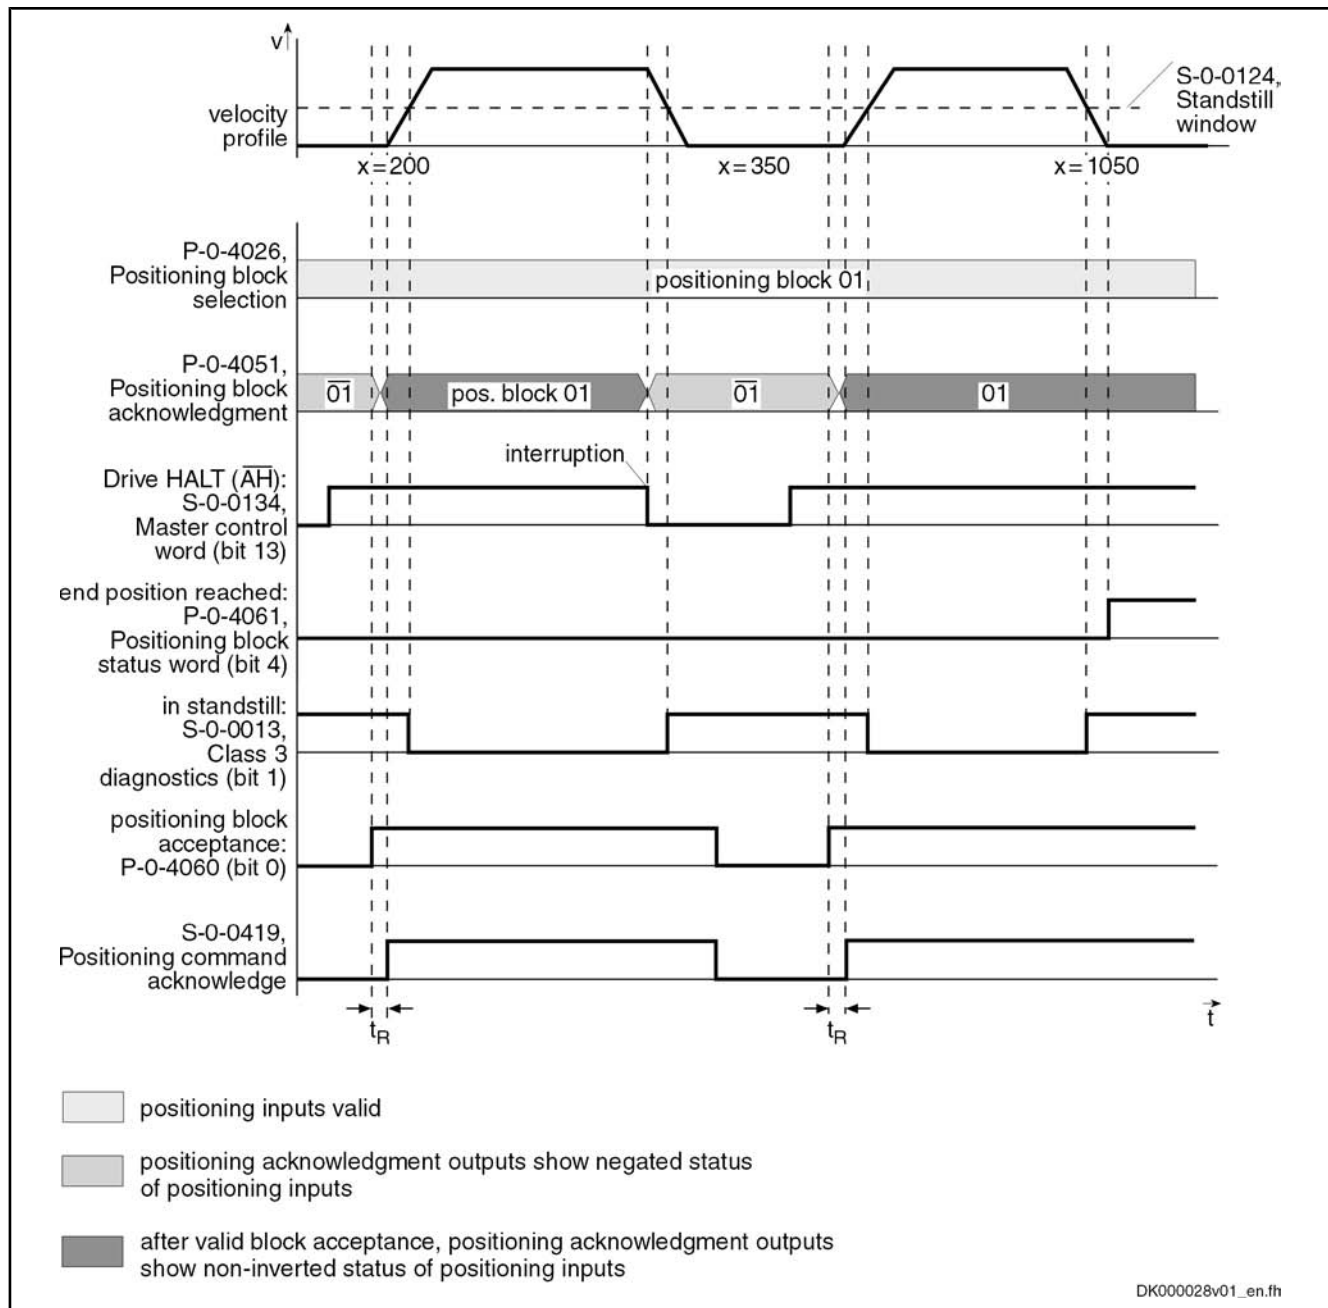 v
S-0-0124,
Standstill
window
velocity
profile
x=200
x=350
x=1050
P-0-4026,
Positioning block
selection
positioning block 01
P-0-4051,
Positioning block
acknowledgment
0̅1̅
pos. block 01
0̅1̅
01
interruption
Drive HALT (A̅H̅):
S-0-0134,
Master control
word (bit 13)
end position reached:
P-0-4061,
Positioning block
status word (bit 4)
in standstill:
S-0-0013,
Class 3
diagnostics (bit 1)
positioning block
acceptance:
P-0-4060 (bit 0)
S-0-0419,
Positioning command
acknowledge
tR
tR
t
positioning inputs valid
positioning acknowledgment outputs show negated status
of positioning inputs
after valid block acceptance, positioning acknowledgment outputs
show non-inverted status of positioning inputs
DK000028v01_en.fh